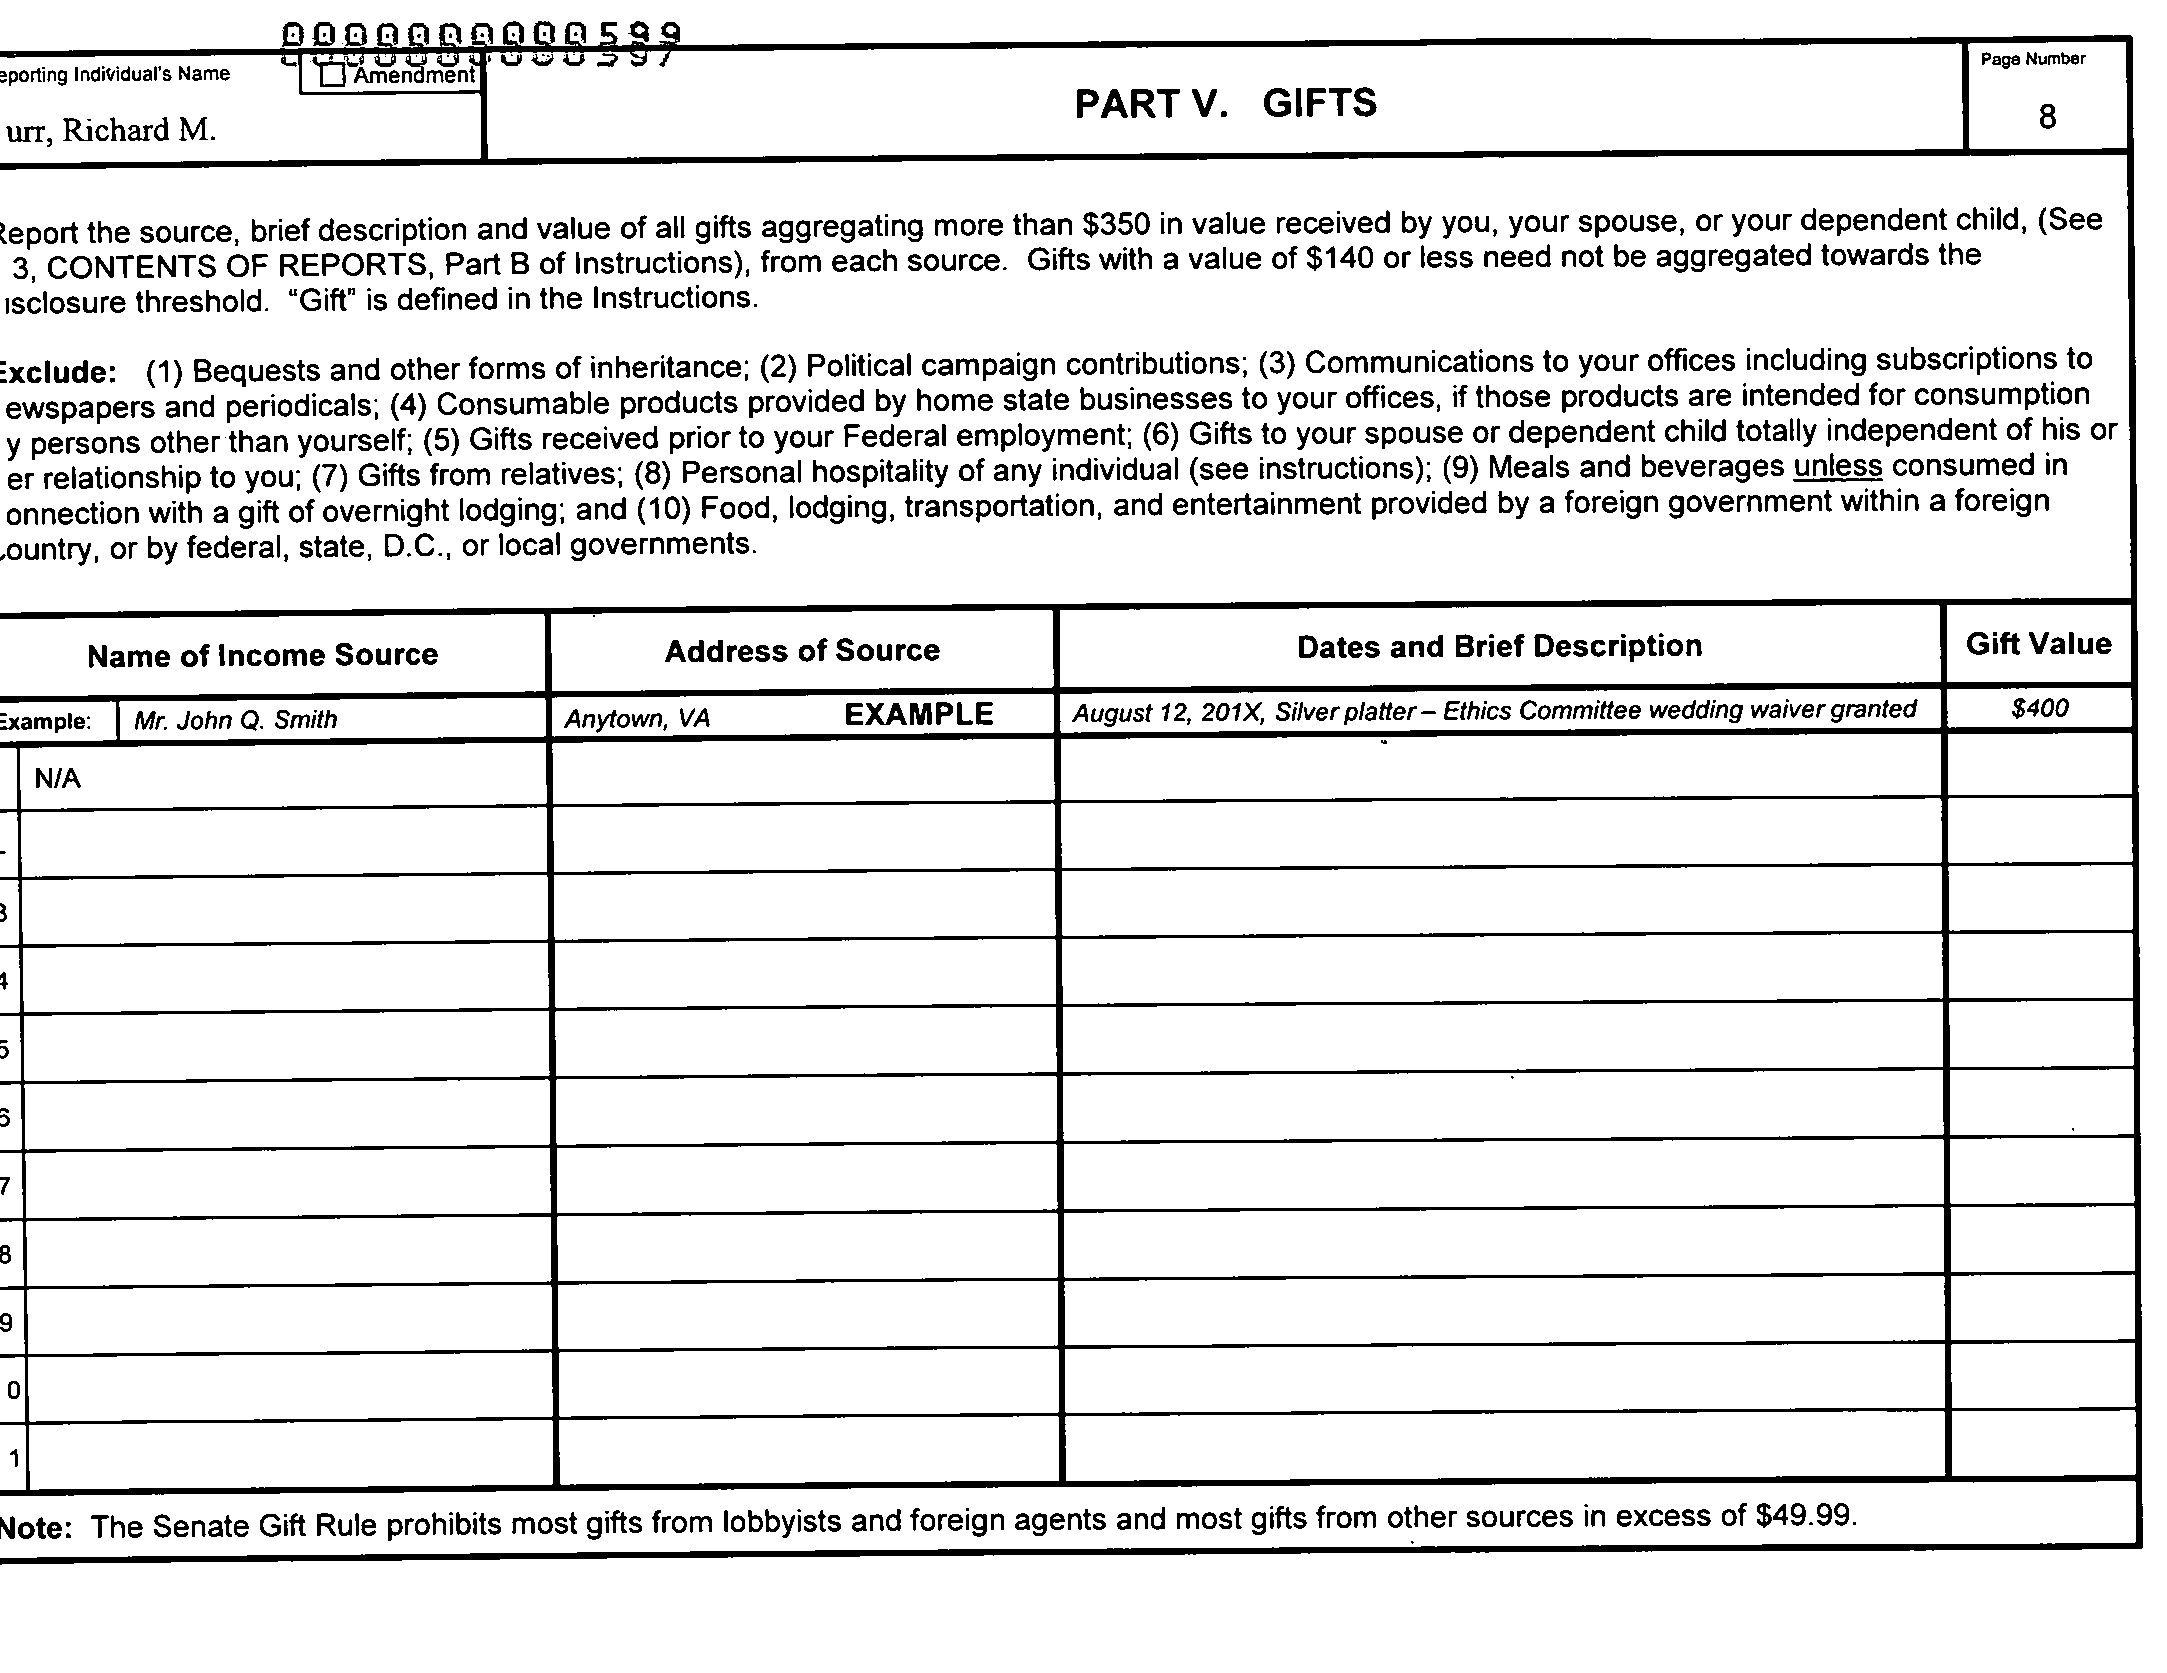 0000000000599
eporting Individual's Name
Amendment
PART V. GIFTS
Page Number
urr, Richard M.
8
Report the source, brief description and value of all gifts aggregating more than $350 in value received by you, your spouse, or your dependent child, (See
3, CONTENTS OF REPORTS, Part B of Instructions), from each source. Gifts with a value of $140 or less need not be aggregated towards the
isclosure threshold. “Gift” is defined in the Instructions.
Exclude: (1) Bequests and other forms of inheritance; (2) Political campaign contributions; (3) Communications to your offices including subscriptions to
ewspapers and periodicals; (4) Consumable products provided by home state businesses to your offices, if those products are intended for consumption
y persons other than yourself; (5) Gifts received prior to your Federal employment; (6) Gifts to your spouse or dependent child totally independent of his or
er relationship to you; (7) Gifts from relatives; (8) Personal hospitality of any individual (see instructions); (9) Meals and beverages unless consumed in
onnection with a gift of overnight lodging; and (10) Food, lodging, transportation, and entertainment provided by a foreign government within a foreign
country, or by federal, state, D.C., or local governments.
Name of Income Source Address of Source Dates and Brief Description Gift Value
Example: Mr. John Q. Smith Anytown, VA EXAMPLE August 12, 201X, Silver platter – Ethics Committee wedding waiver granted $400
N/A
3
4
5
6
7
8
9
0
1
Note: The Senate Gift Rule prohibits most gifts from lobbyists and foreign agents and most gifts from other sources in excess of $49.99.